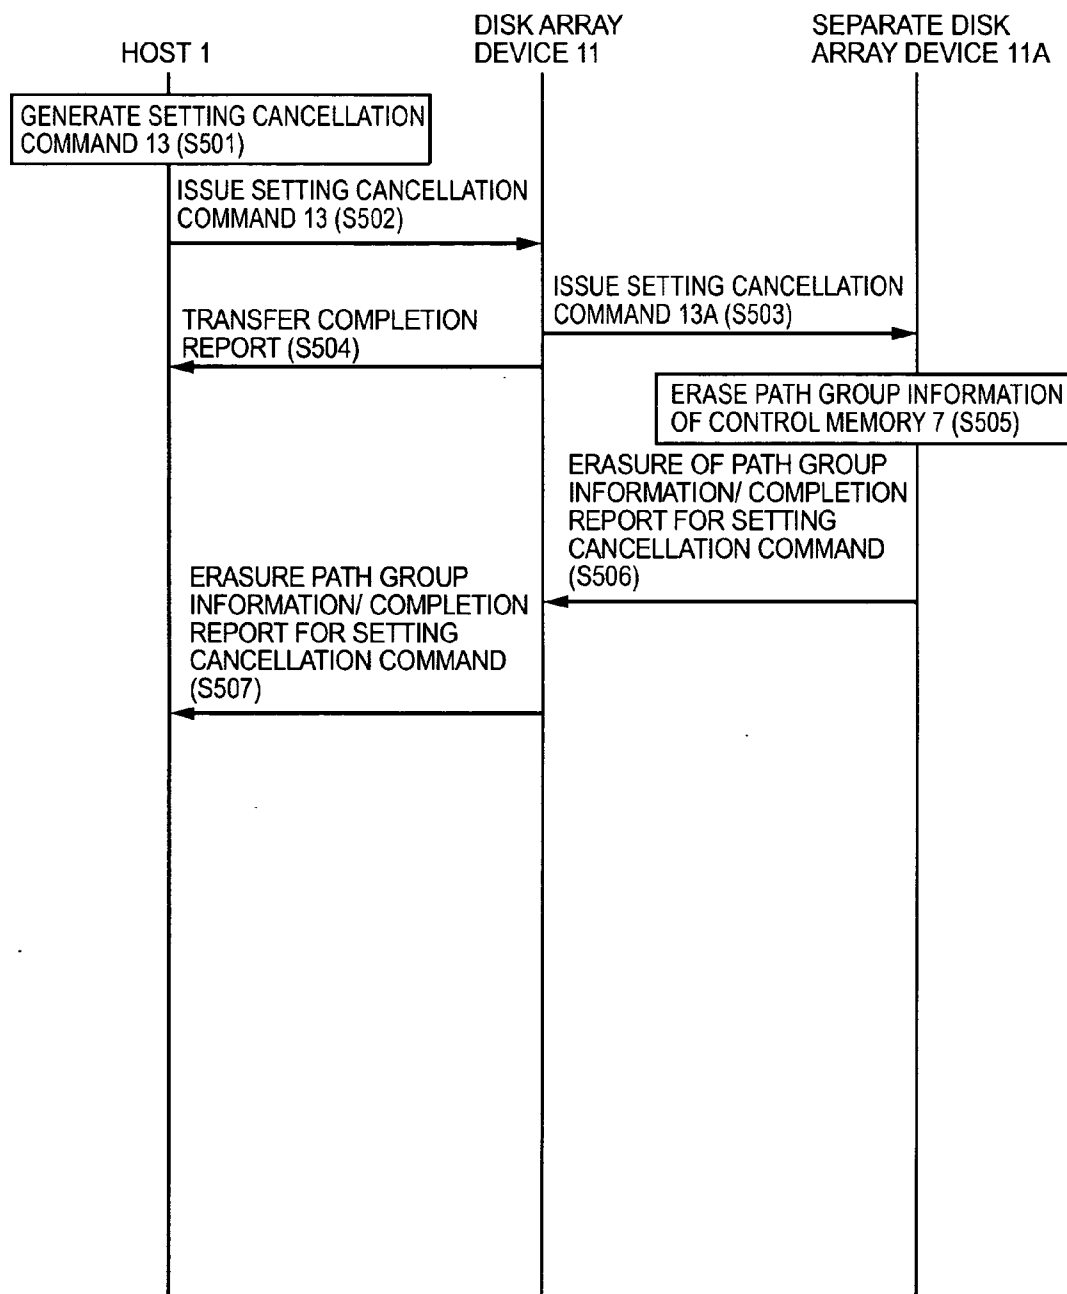 HOST 1
DISK ARRAY
DEVICE 11
SEPARATE DISK
ARRAY DEVICE 11A
GENERATE SETTING CANCELLATION
COMMAND 13 (S501)
ISSUE SETTING CANCELLATION
COMMAND 13 (S502)
ISSUE SETTING CANCELLATION
COMMAND 13A (S503)
TRANSFER COMPLETION
REPORT (S504)
ERASE PATH GROUP INFORMATION
OF CONTROL MEMORY 7 (S505)
ERASURE OF PATH GROUP
INFORMATION/ COMPLETION
REPORT FOR SETTING
CANCELLATION COMMAND
(S506)
ERASURE PATH GROUP
INFORMATION/ COMPLETION
REPORT FOR SETTING
CANCELLATION COMMAND
(S507)